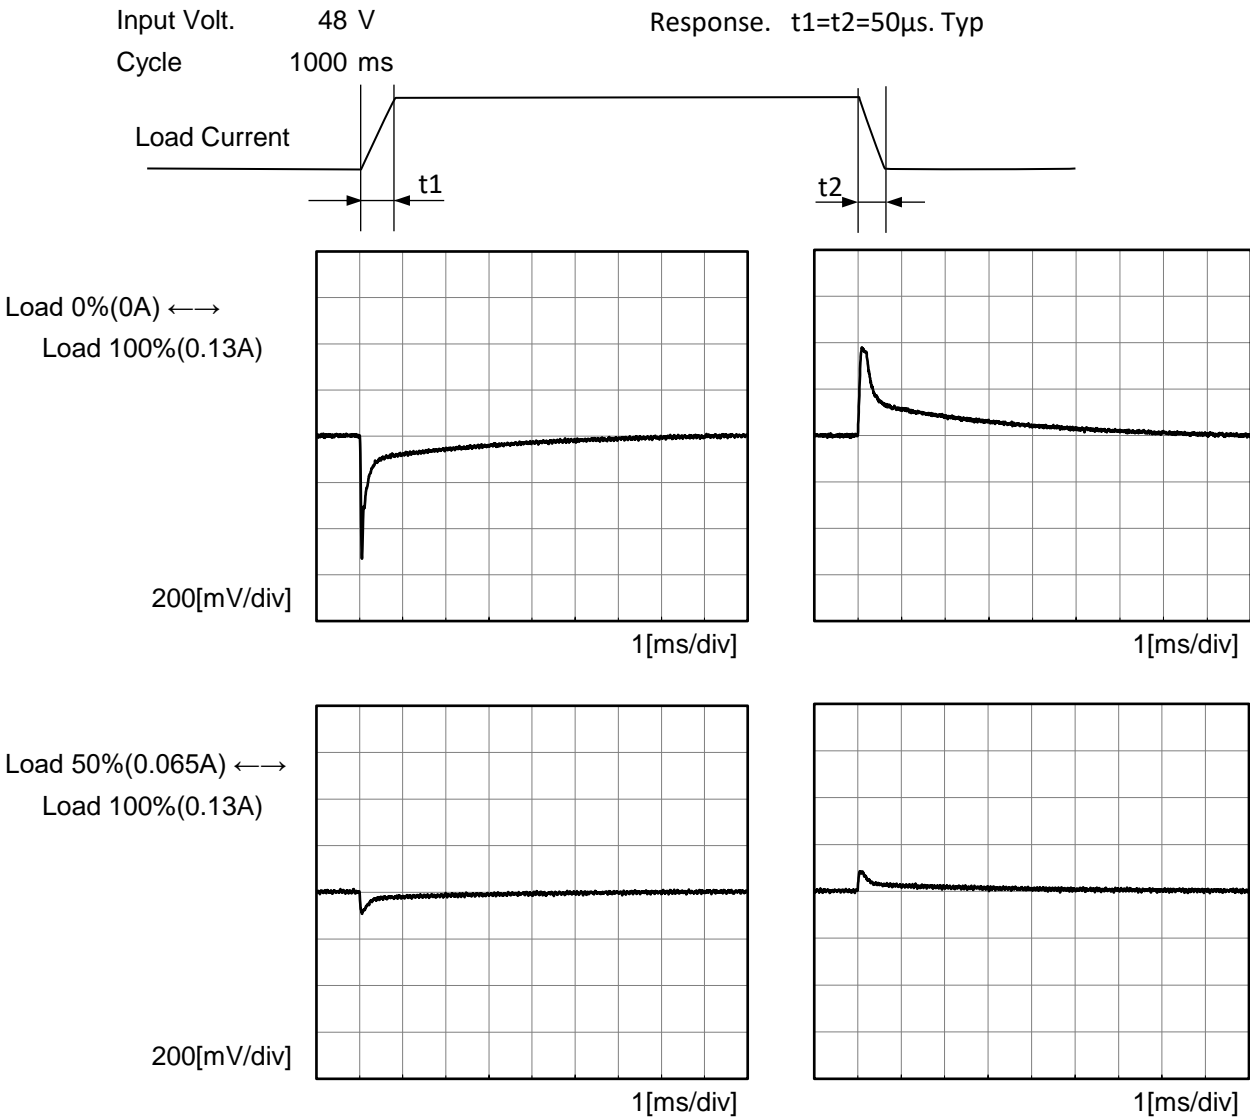 Input Volt. 48 V
Response. t1=t2=50µs. Typ
Cycle 1000 ms
Load Current
t1
t2
Load 0%(0A) ←→
Load 100%(0.13A)
200[mV/div]
1[ms/div]
1[ms/div]
Load 50%(0.065A) ←→
Load 100%(0.13A)
200[mV/div]
1[ms/div]
1[ms/div]